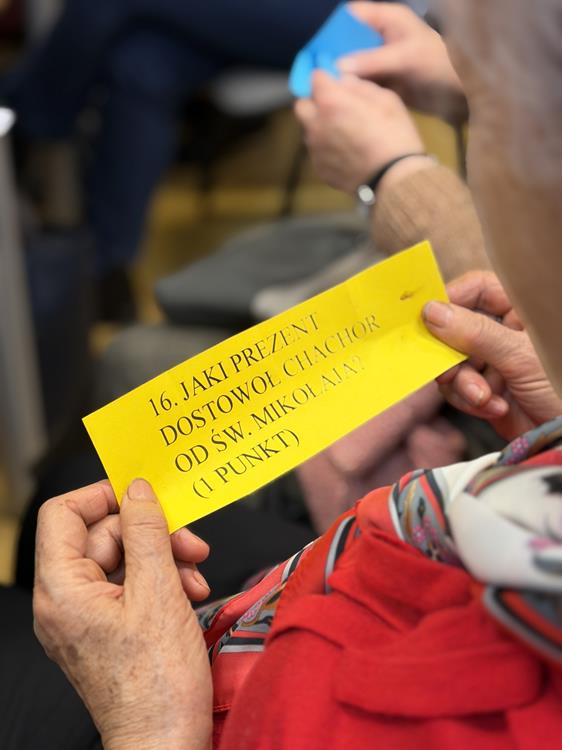 16. JAKI PREZENT
DOSTOWOŁ CHACHOR
OD ŚW. MIKOŁAJA?
(1 PUNKT)